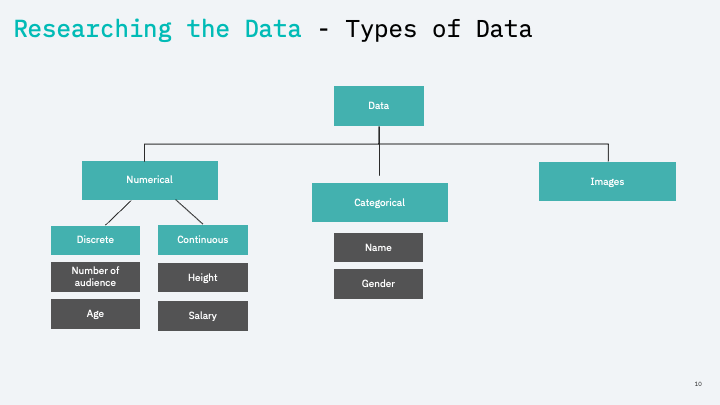 Researching the Data - Types of Data
Data
Numerical
Categorical
Images
Discrete
Continuous
Number of
audience
Age
Height
Salary
Name
Gender
10